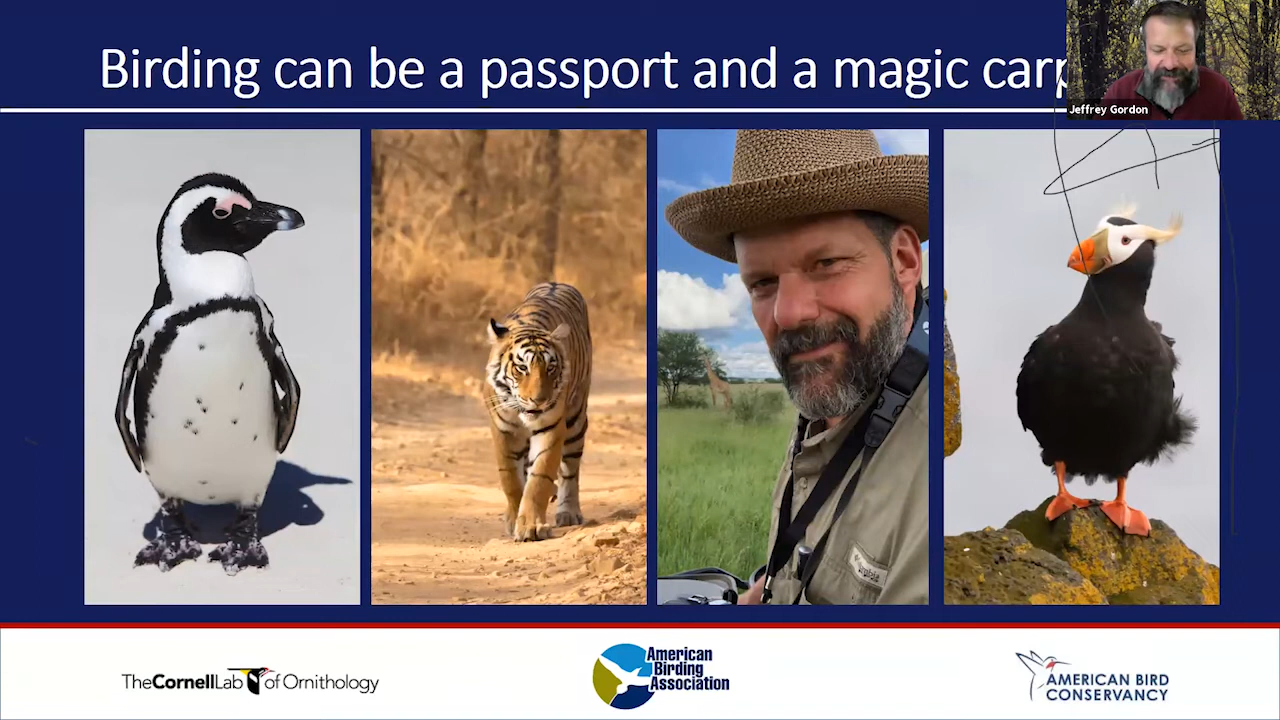 Birding can be a passport and a magic carp
Jeffrey Gordon
TheCornellLab of Ornithology
American
Birding
Association
AMERICAN BIRD
CONSERVANCY